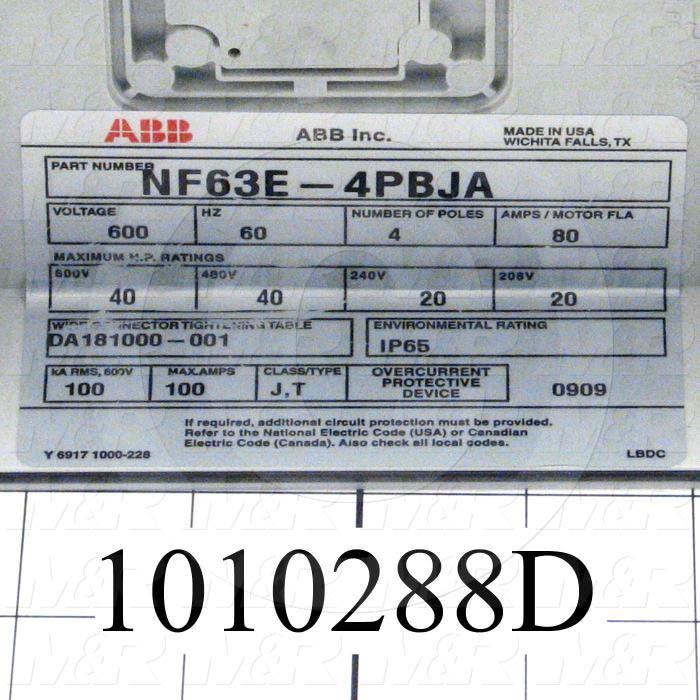 ABB ABB Inc. MADE IN USA
WICHITA FALLS, TX
PART NUMBER
NF63E - 4PBJA
VOLTAGE HZ NUMBER OF POLES AMPS / MOTOR FLA
600 60 4 80
MAXIMUM H.P. RATINGS
600V 480V 240V 208V
40 40 20 20
WIRE CONNECTOR TIGHTENING TABLE ENVIRONMENTAL RATING
DA181000-001 IP65
kA RMS, 600V MAX.AMPS CLASS/TYPE OVERCURRENT
PROTECTIVE
DEVICE
100 100 J,T 0909
If required, additional circuit protection must be provided.
Refer to the National Electric Code (USA) or Canadian
Electric Code (Canada). Also check all local codes.
Y 6917 1000-228 LBDC
1010288D
M&R